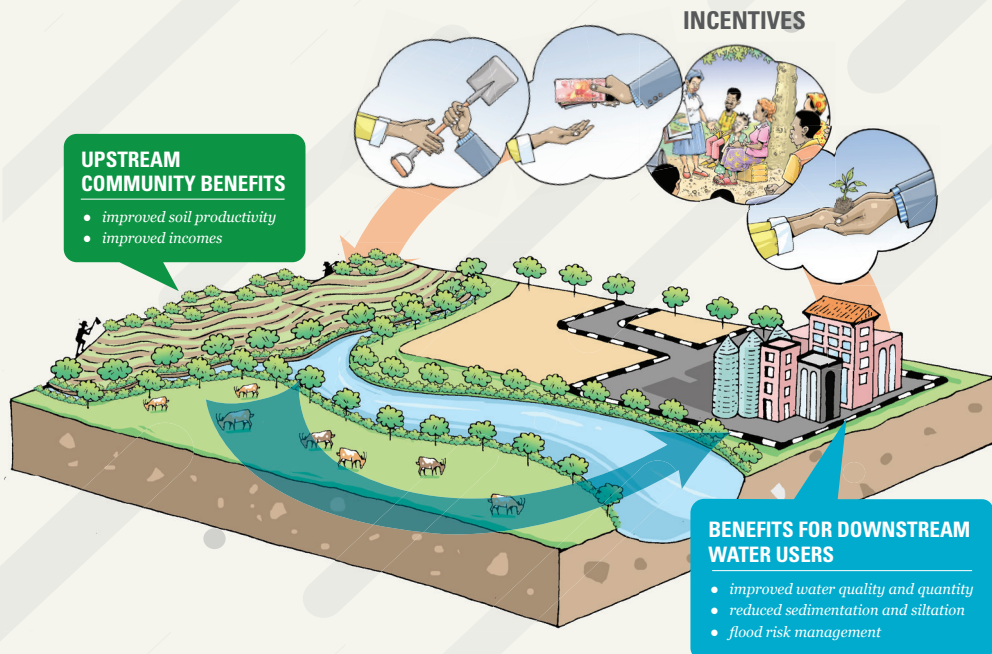 INCENTIVES
UPSTREAM
COMMUNITY BENEFITS
● improved soil productivity
● improved incomes
BENEFITS FOR DOWNSTREAM
WATER USERS
● improved water quality and quantity
● reduced sedimentation and siltation
● flood risk management